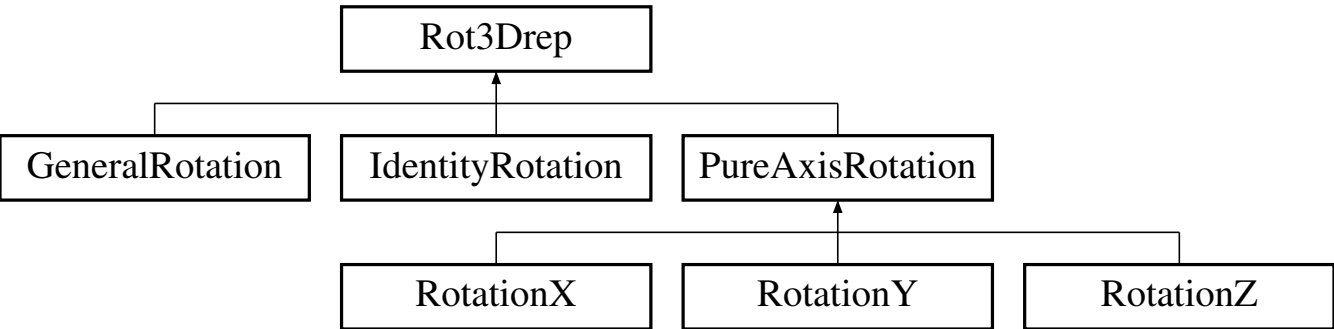 Rot3Drep
GeneralRotation IdentityRotation PureAxisRotation
RotationX RotationY RotationZ